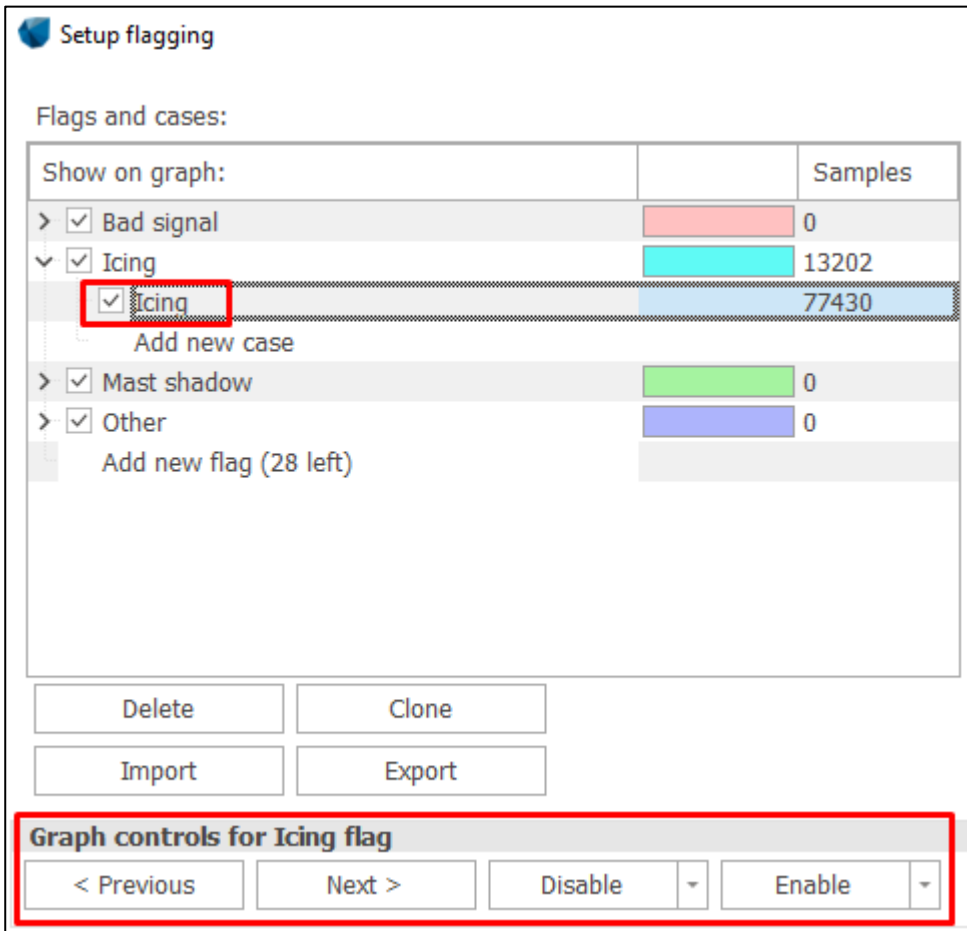 Setup flagging
Flags and cases:
Show on graph: Samples
Bad signal 0
Icing 13202
Icing 77430
Add new case
Mast shadow 0
Other 0
Add new flag (28 left)
Delete Clone
Import Export
Graph controls for Icing flag
< Previous Next > Disable Enable